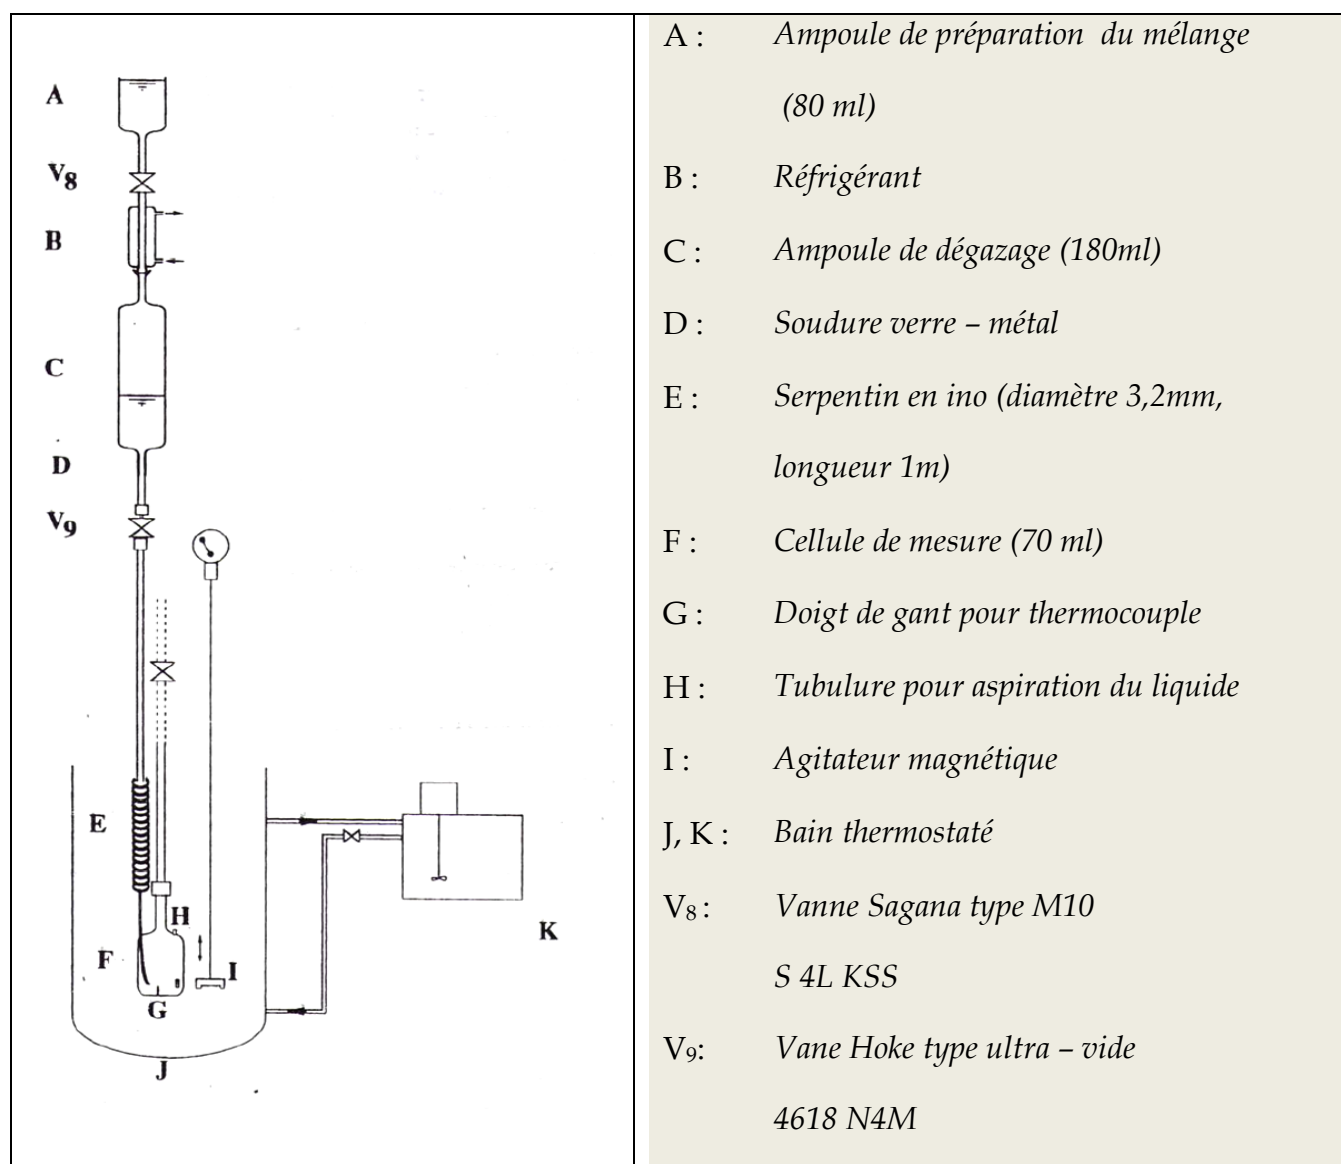 A
V8
B
C
D
V9
E
H
F
I
G
J
K
A : Ampoule de préparation du mélange
(80 ml)
B : Réfrigérant
C : Ampoule de dégazage (180ml)
D : Soudure verre – métal
E : Serpentin en ino (diamètre 3,2mm,
longueur 1m)
F : Cellule de mesure (70 ml)
G : Doigt de gant pour thermocouple
H : Tubulure pour aspiration du liquide
I : Agitateur magnétique
J, K : Bain thermostaté
V₈ : Vanne Sagana type M10
S 4L KSS
V₉: Vane Hoke type ultra – vide
4618 N4M